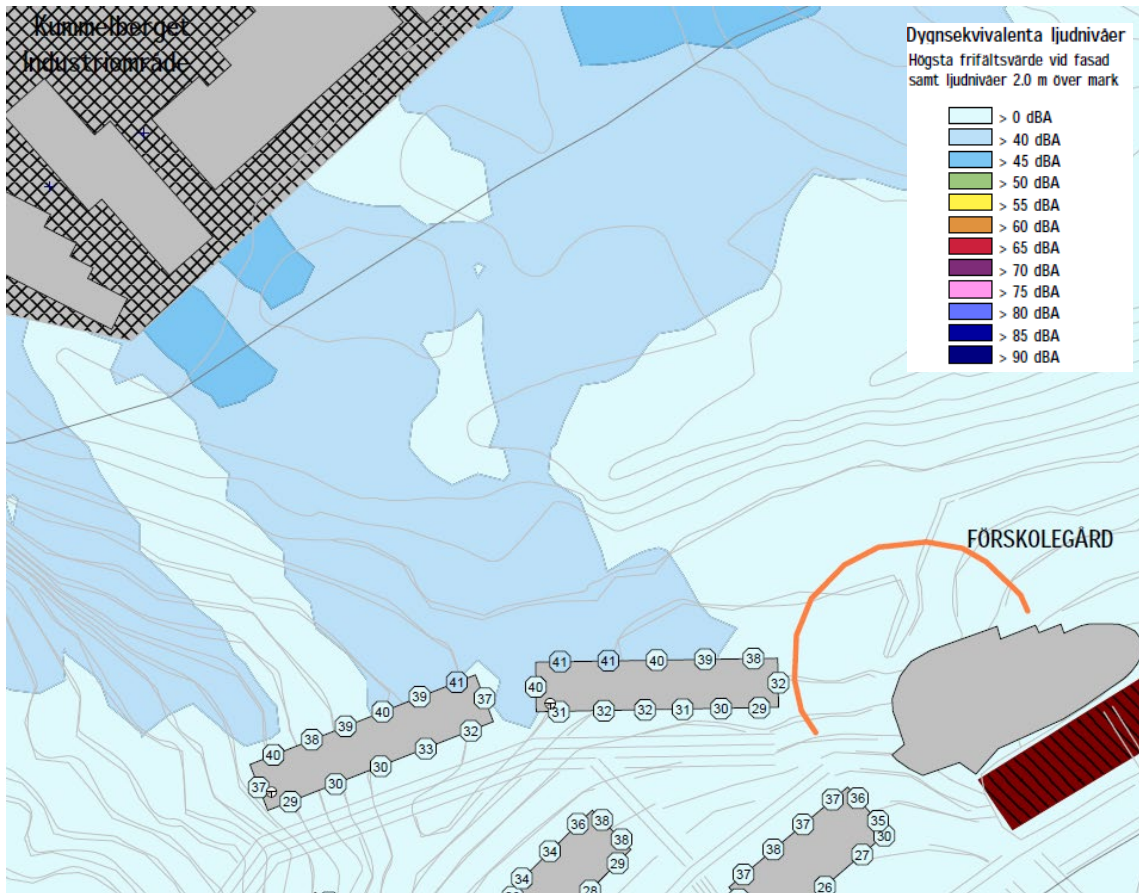 Kummelberget
Industriområde
Dygnsekvivalenta ljudnivåer
Högsta frifältsvärde vid fasad
samt ljudnivåer 2.0 m över mark
> 0 dBA
> 40 dBA
> 45 dBA
> 50 dBA
> 55 dBA
> 60 dBA
> 65 dBA
> 70 dBA
> 75 dBA
> 80 dBA
> 85 dBA
> 90 dBA
FÖRSKOLEGÅRD
41 41 40 39 38
40 32
31 32 32 31 30 29
41
39 37
40
39
38
40
32
33
30
30
37
29
36 38
38
34 29
34
28
37 36
37 35
30
38 27
37
26